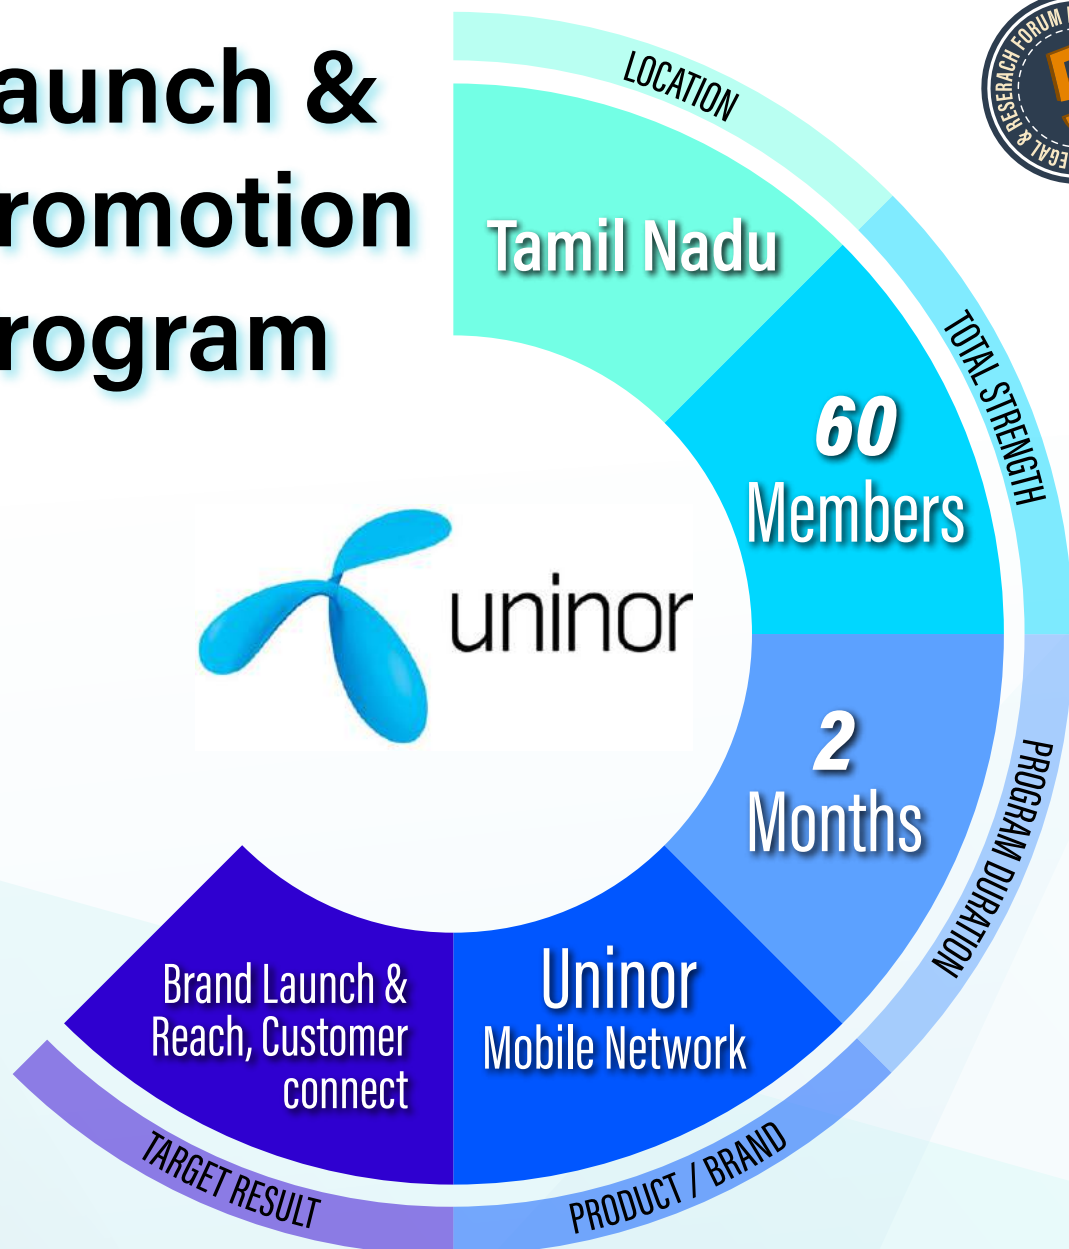 aunch &
romotion
rogram
LOCATION
Tamil Nadu
TOTAL STRENGTH
60
Members
uninor
2
Months
PROGRAM DURATION
Uninor
Mobile Network
PRODUCT / BRAND
Brand Launch &
Reach, Customer
connect
TARGET RESULT
EGAL & RESERACH FORUM